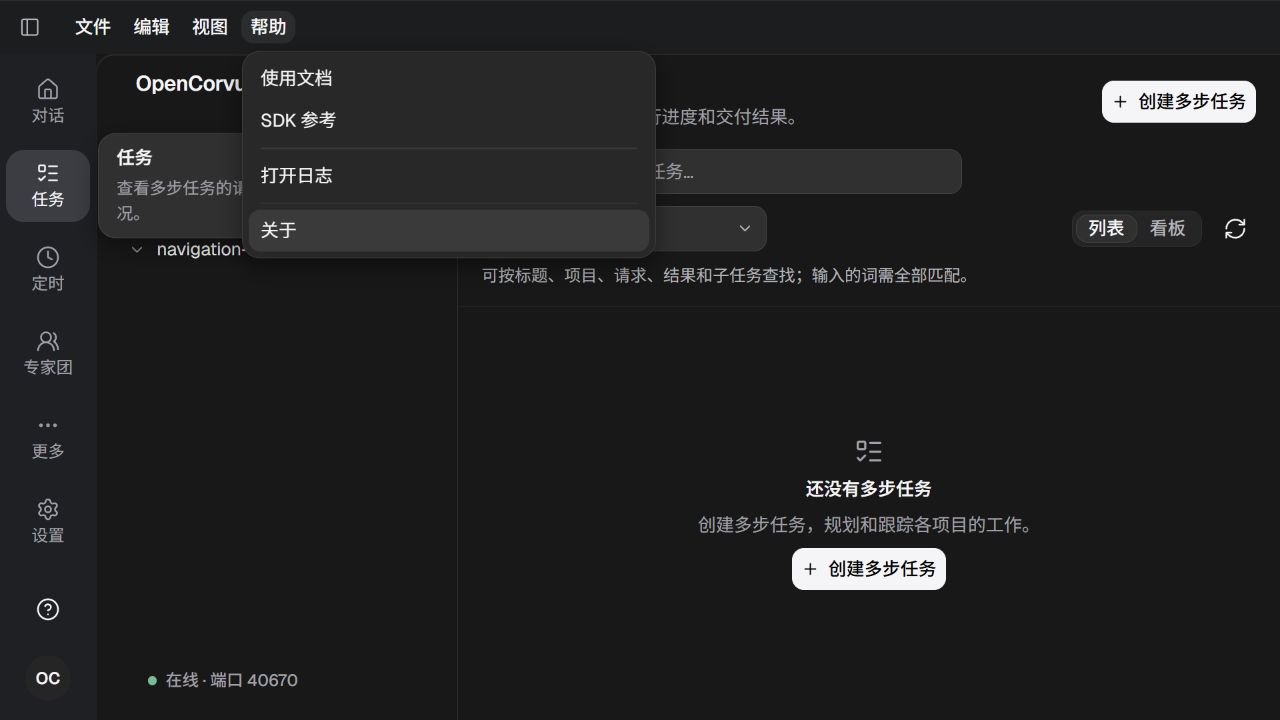 文件 编辑 视图 帮助
使用文档
SDK 参考
打开日志
关于
对话
任务
定时
专家团
更多
设置
OC
OpenCorvu
任务
查看多步任务的
况。
navigation-
在线 · 端口 40670
进度和交付结果。
创建多步任务
任务...
列表 看板
可按标题、项目、请求、结果和子任务查找；输入的词需全部匹配。
还没有多步任务
创建多步任务，规划和跟踪各项目的工作。
创建多步任务